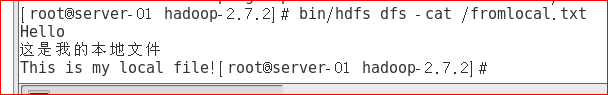 [root@server-01 hadoop-2.7.2]# bin/hdfs dfs -cat /fromlocal.txt
Hello
这是我的本地文件
This is my local file![root@server-01 hadoop-2.7.2]#